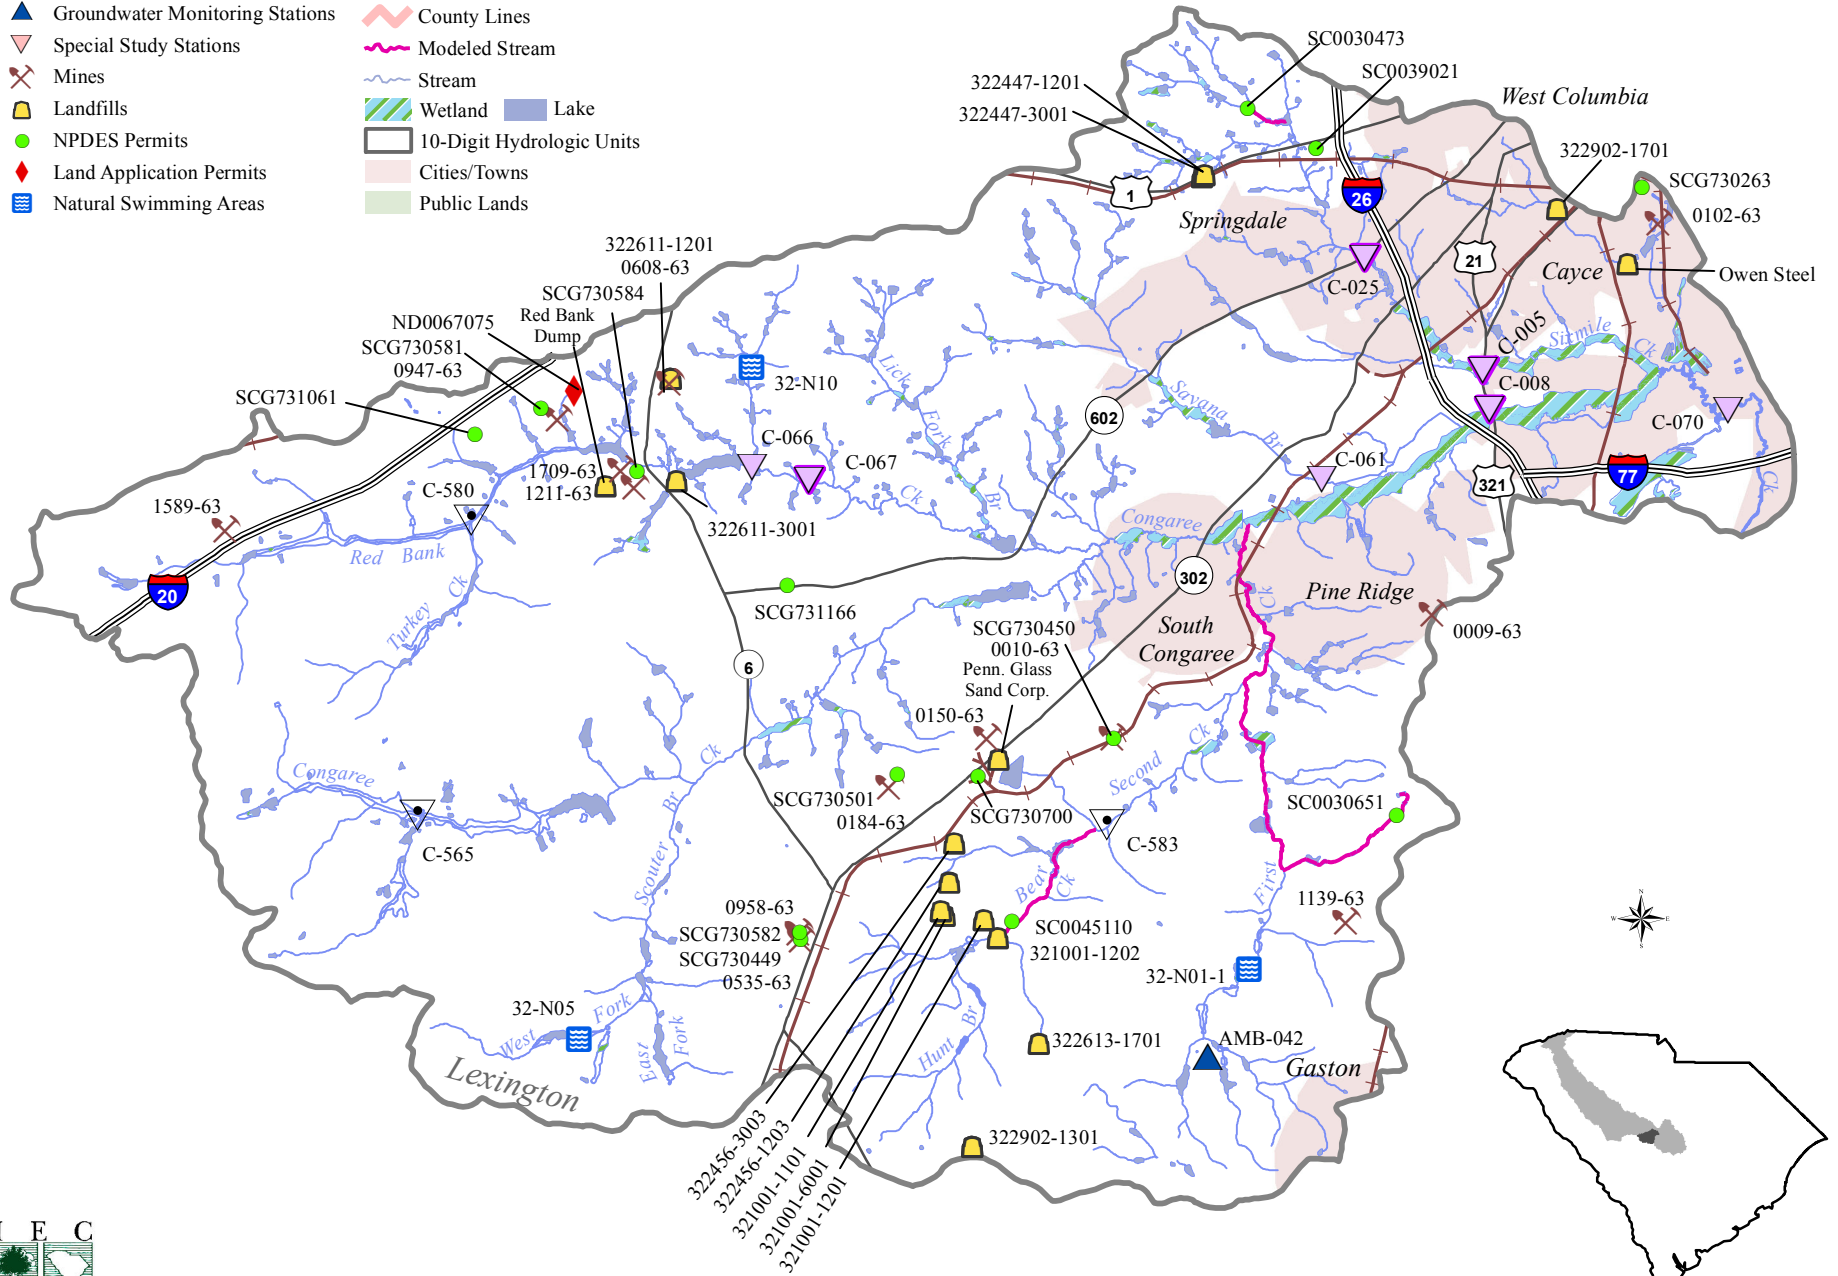 Groundwater Monitoring Stations
Special Study Stations
Mines
Landfills
NPDES Permits
Land Application Permits
Natural Swimming Areas
County Lines
Modeled Stream
Stream
Wetland
Lake
10-Digit Hydrologic Units
Cities/Towns
Public Lands
SC0030473
SC0039021
322447-1201
322447-3001
West Columbia
322902-1701
SCG730263
0102-63
1
26
Springdale
21
Cayce
Owen Steel
C-025
C-005
Sixmile
Ck
C-008
C-070
Ck
77
321
C-061
322611-1201
0608-63
SCG730584
Red Bank
Dump
ND0067075
SCG730581
0947-63
SCG731061
32-N10
Lick
Fork
Br
Savana
Br
602
C-066
C-067
Ck
1709-63
1211-63
C-580
322611-3001
1589-63
Red Bank
20
Turkey
Ck
Congaree
302
Ck
Pine Ridge
0009-63
South
Congaree
SCG731166
SCG730450
0010-63
Penn. Glass
Sand Corp.
6
0150-63
Ck
Second
Ck
SCG730501
0184-63
SCG730700
SC0030651
C-583
Congaree
C-565
Scouter
Br
Bear
Ck
First
1139-63
0958-63
SCG730582
SCG730449
0535-63
SC0045110
321001-1202
32-N01-1
32-N05
West
Fork
East
Fork
Hunt
Br
322613-1701
AMB-042
Gaston
Lexington
322902-1301
322456-3003
322456-1203
321001-1101
321001-6001
321001-1201
N
W
E
S
E C